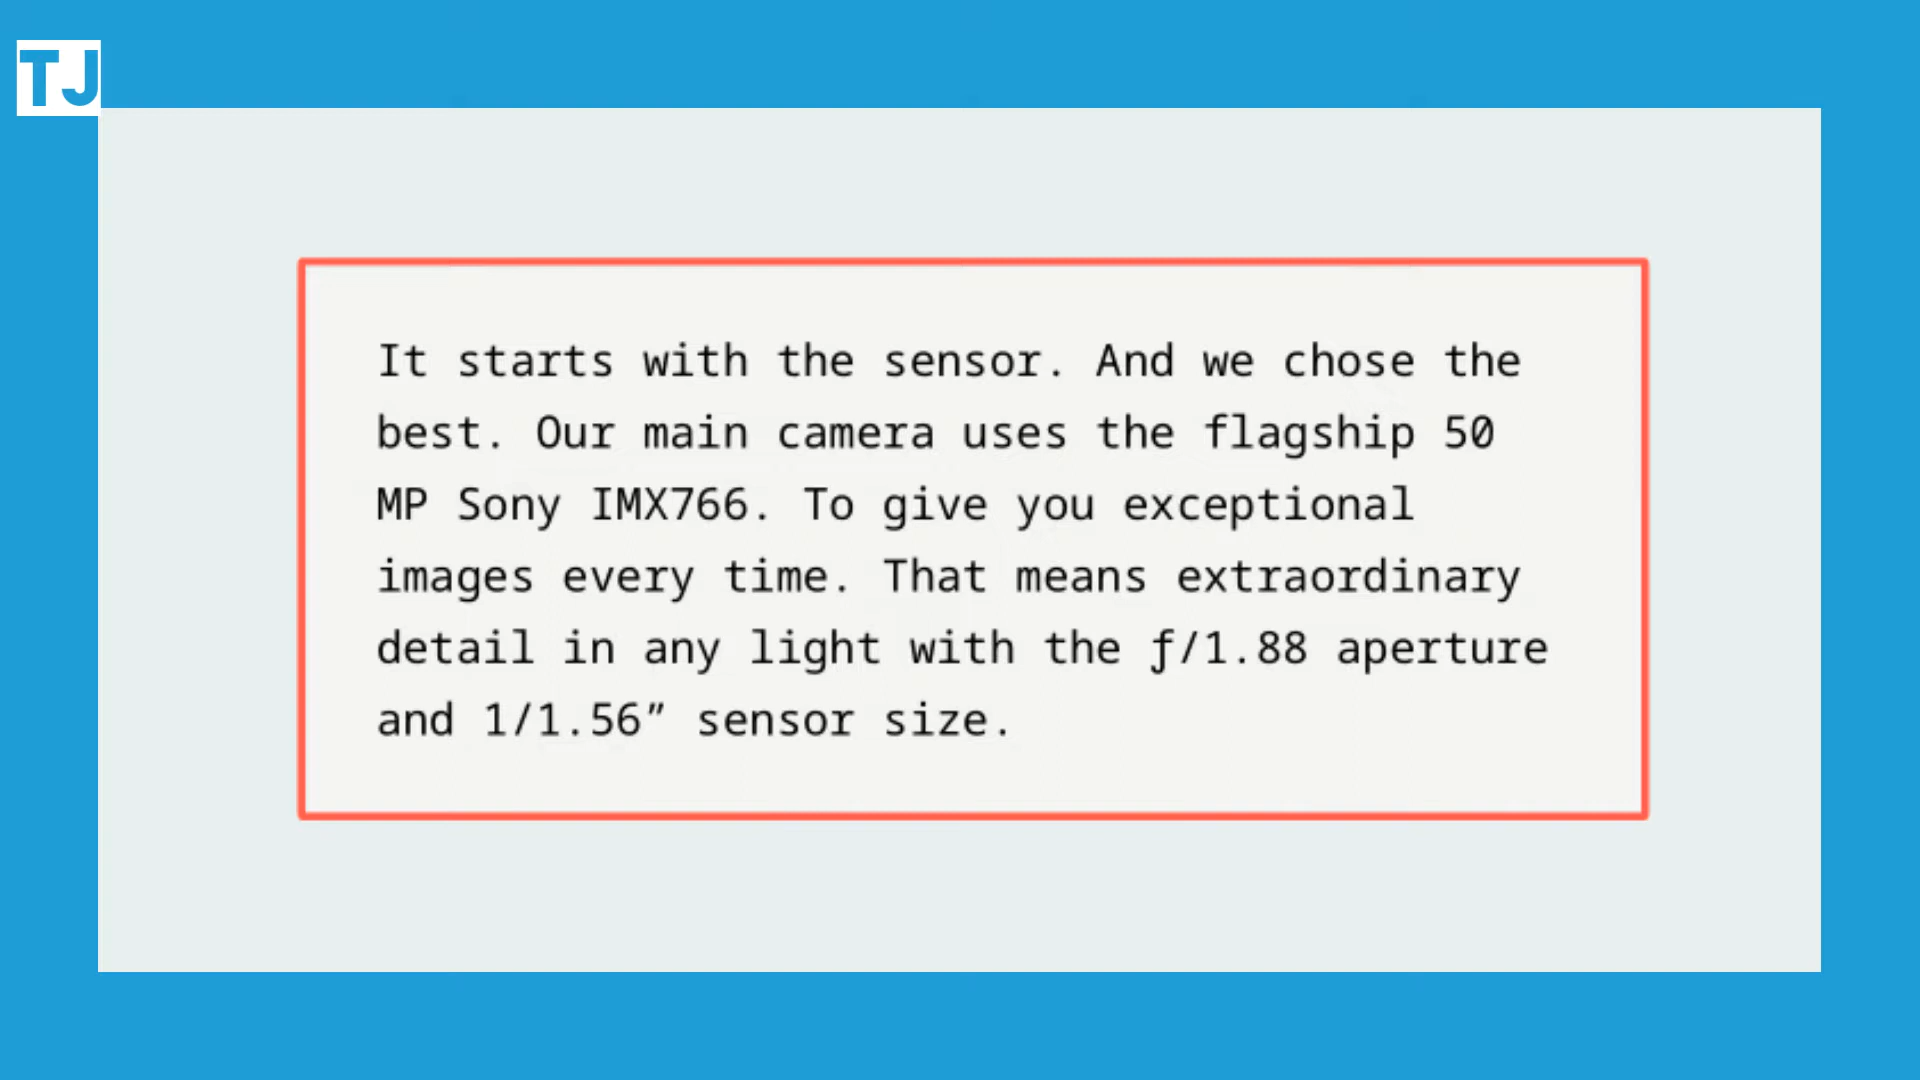 TJ
It starts with the sensor. And we chose the
best. Our main camera uses the flagship 50
MP Sony IMX766. To give you exceptional
images every time. That means extraordinary
detail in any light with the ƒ/1.88 aperture
and 1/1.56” sensor size.